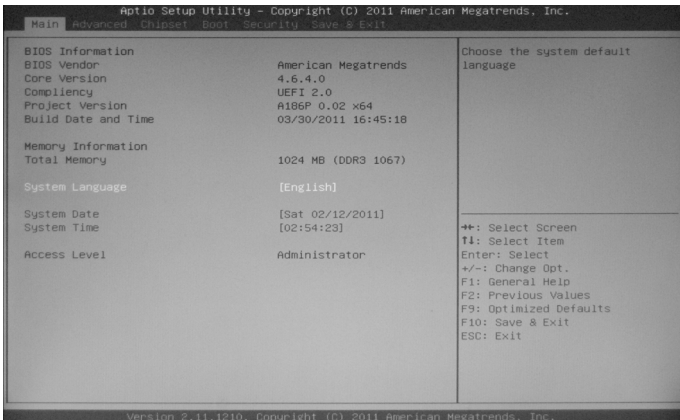 Aptio Setup Utility – Copyright (C) 2011 American Megatrends, Inc.
Main Advanced Chipset Boot Security Save & Exit
BIOS Information
BIOS Vendor American Megatrends
Core Version 4.6.4.0
Compliency UEFI 2.0
Project Version A186P 0.02 x64
Build Date and Time 03/30/2011 16:45:18
Memory Information
Total Memory 1024 MB (DDR3 1067)
System Language [English]
System Date [Sat 02/12/2011]
System Time [02:54:23]
Access Level Administrator
Choose the system default
language
→←: Select Screen
↑↓: Select Item
Enter: Select
+/-: Change Opt.
F1: General Help
F2: Previous Values
F9: Optimized Defaults
F10: Save & Exit
ESC: Exit
Version 2.11.1210. Copyright (C) 2011 American Megatrends, Inc.